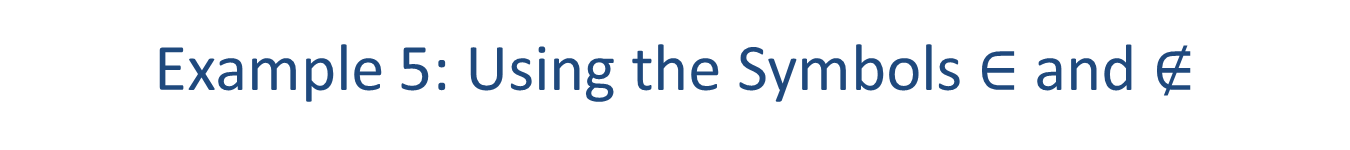 Example 5: Using the Symbols ∈ and ∉